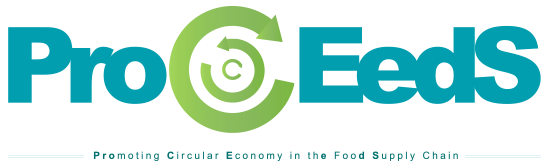 ProCEedS
Promoting Circular Economy in the Food Supply Chain